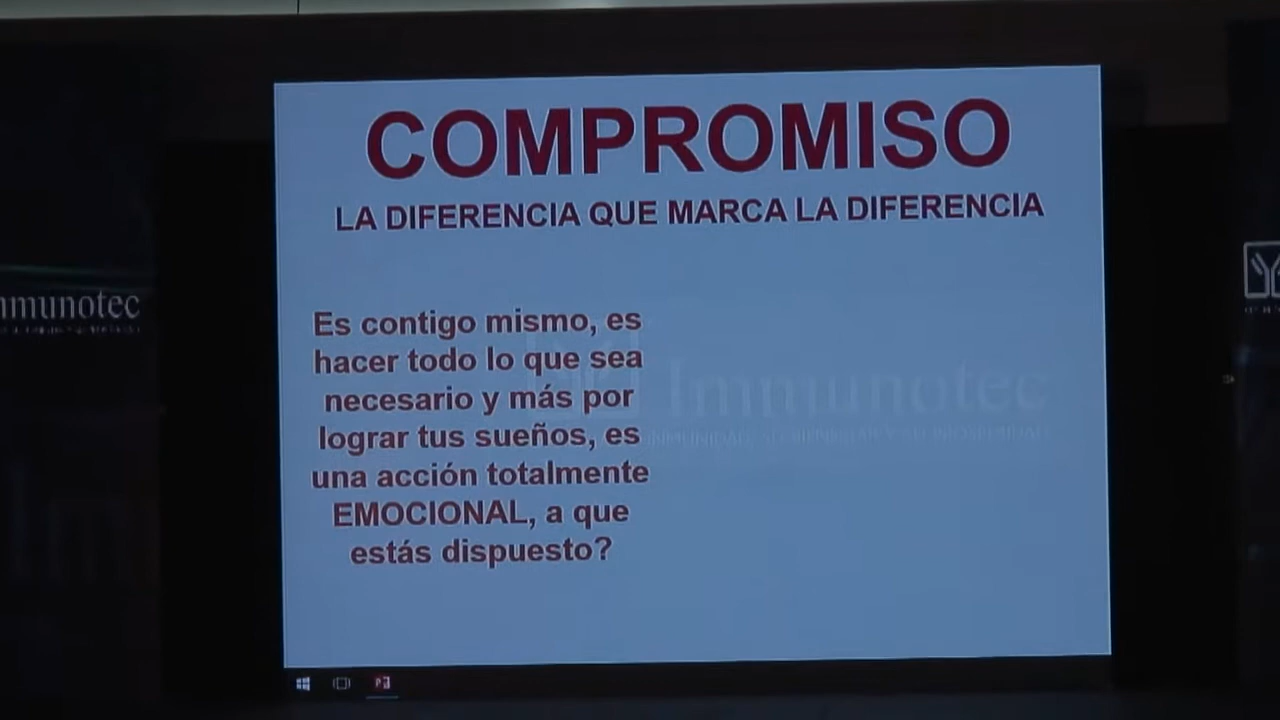 COMPROMISO
LA DIFERENCIA QUE MARCA LA DIFERENCIA
Es contigo mismo, es
hacer todo lo que sea
necesario y más por
lograr tus sueños, es
una acción totalmente
EMOCIONAL, a que
estás dispuesto?
Immunotec
mmunotec